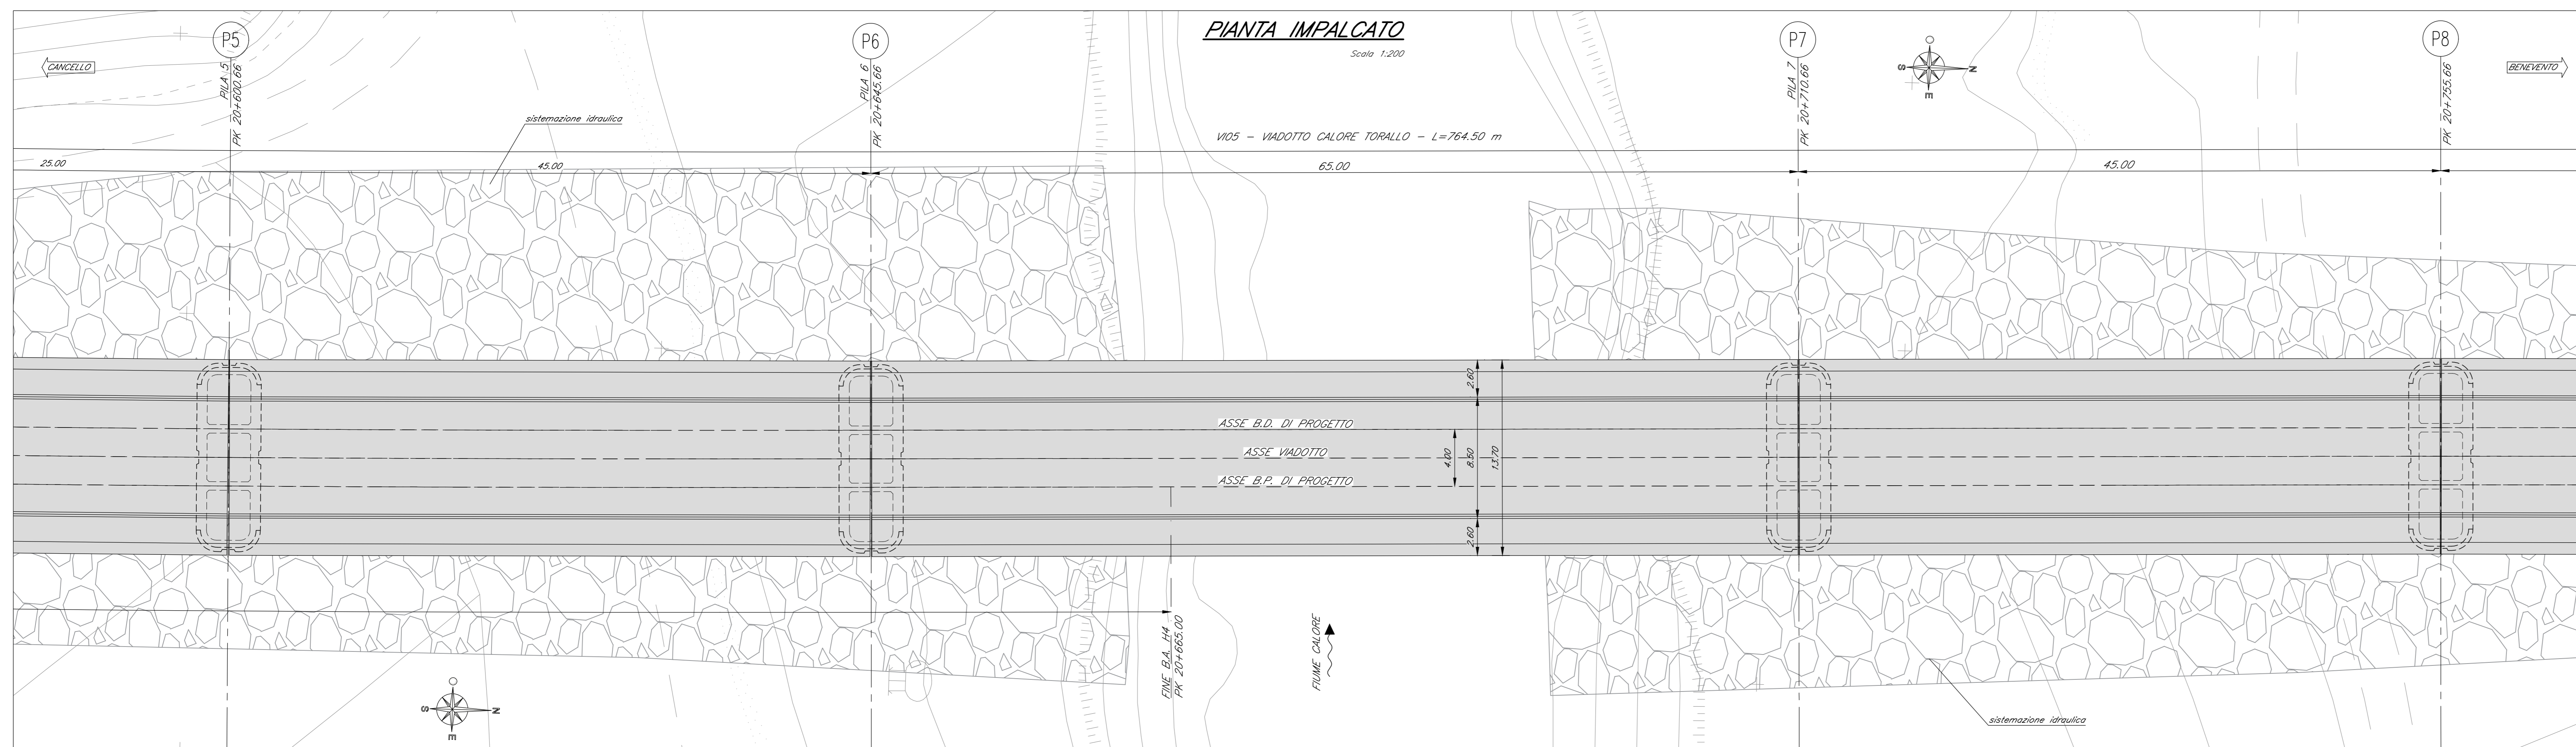 PIANTA IMPALCATO
Scala 1:200
P5
P6
P7
P8
CANCELLO
BENEVENTO
PILA 5
PK 20+600.66
PILA 6
PK 20+645.66
PILA 7
PK 20+710.66
PK 20+755.66
O
S
N
E
sistemazione idraulica
VI05 - VIADOTTO CALORE TORALLO - L=764.50 m
25.00
45.00
65.00
45.00
2.60
ASSE B.D. DI PROGETTO
ASSE VIADOTTO
ASSE B.P. DI PROGETTO
4.00
8.50
13.70
2.60
FINE B.A. H4
PK 20+665.00
FIUME CALORE
O
S
N
E
sistemazione idraulica